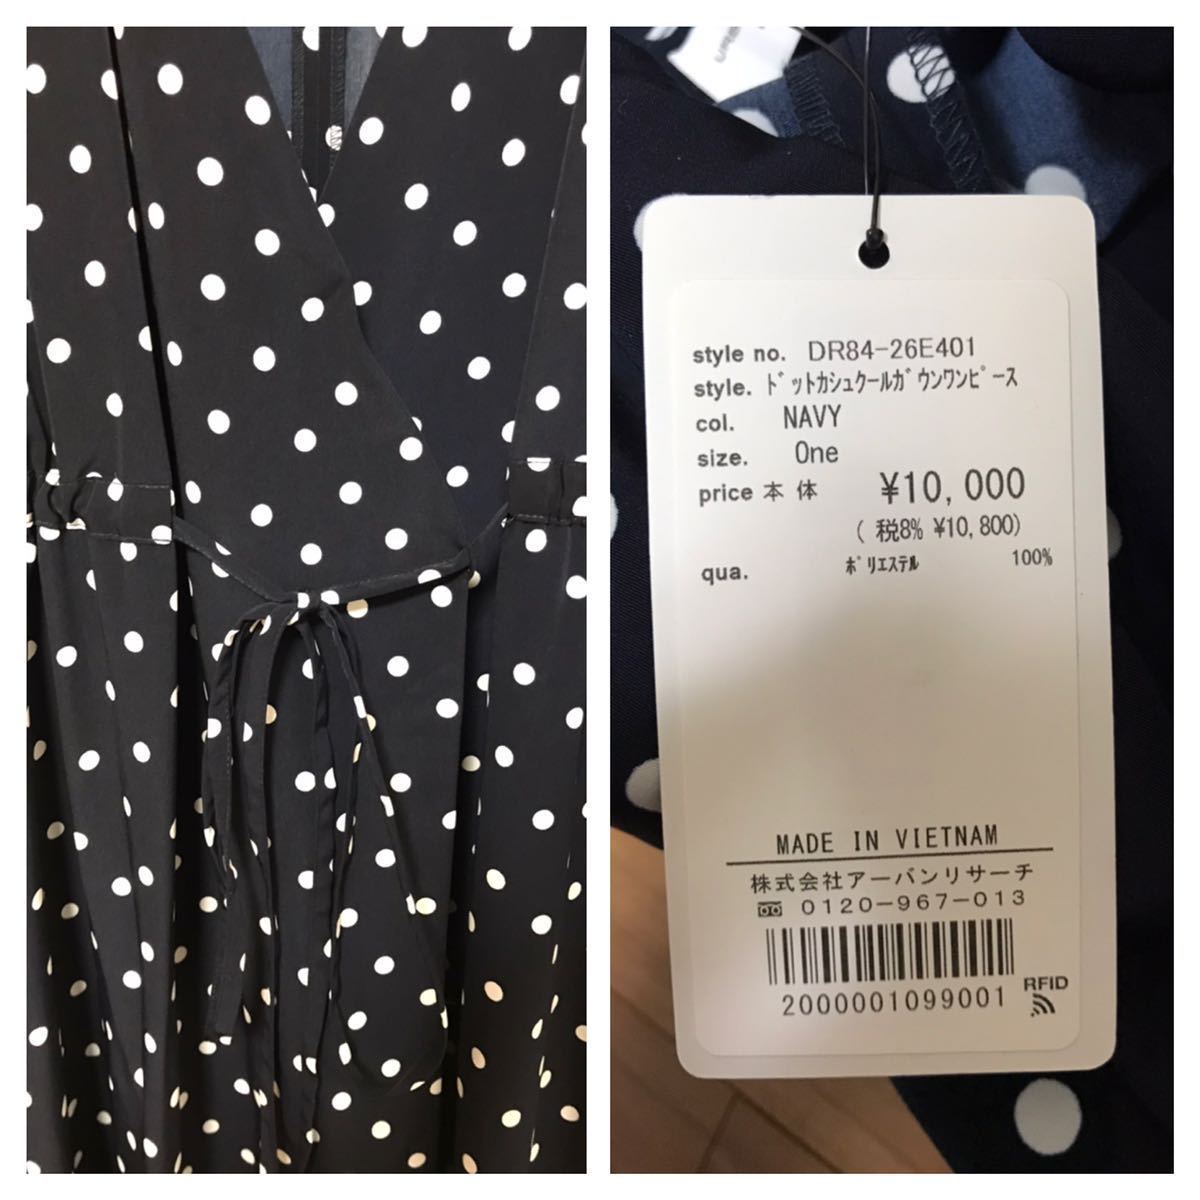 style no. DR84-26E401
style. ﾄﾞｯﾄｶｼｭｸｰﾙｶﾞｳﾝﾜﾝﾋﾟｰｽ
col. NAVY
size. One
price 本 体 ¥10,000
( 税8% ¥10,800)
qua. ﾎﾟﾘｴｽﾃﾙ 100%
MADE IN VIETNAM
株式会社アーバンリサーチ
0120-967-013
RFID
2000001099001